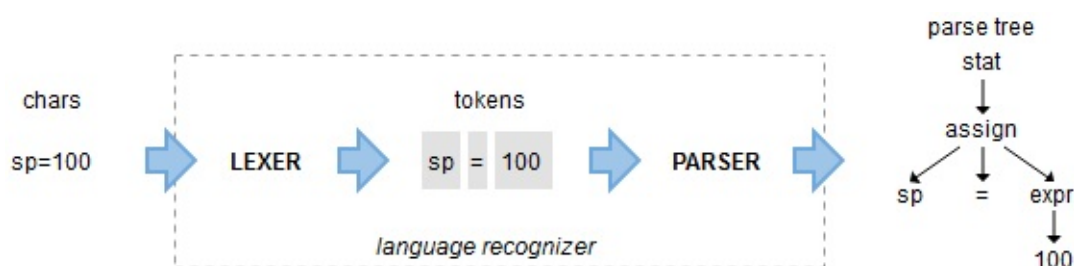 parse tree
stat
chars
tokens
assign
sp=100
LEXER
sp = 100
PARSER
sp = expr
language recognizer
100